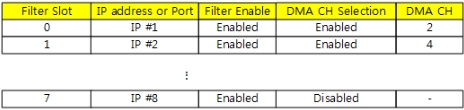 Filter Slot IP address or Port Filter Enable DMA CH Selection DMA CH
0 IP #1 Enabled Enabled 2
1 IP #2 Enabled Enabled 4
⋮
7 IP #8 Enabled Disabled -